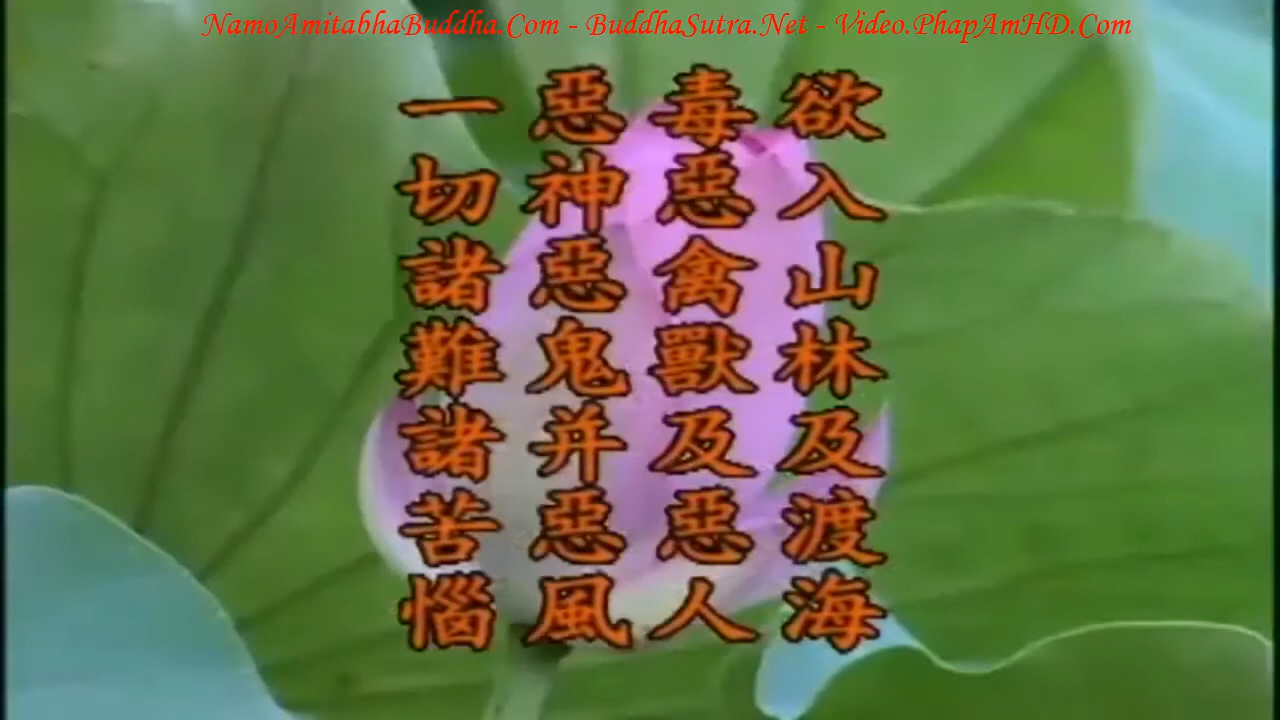 NamoAmitabhaBuddha.Com - BuddhaSutra.Net - Video.PhapAmHD.Com
欲入山林及渡海
毒惡禽獸及惡人
惡神惡鬼并惡風
一切諸難諸苦惱